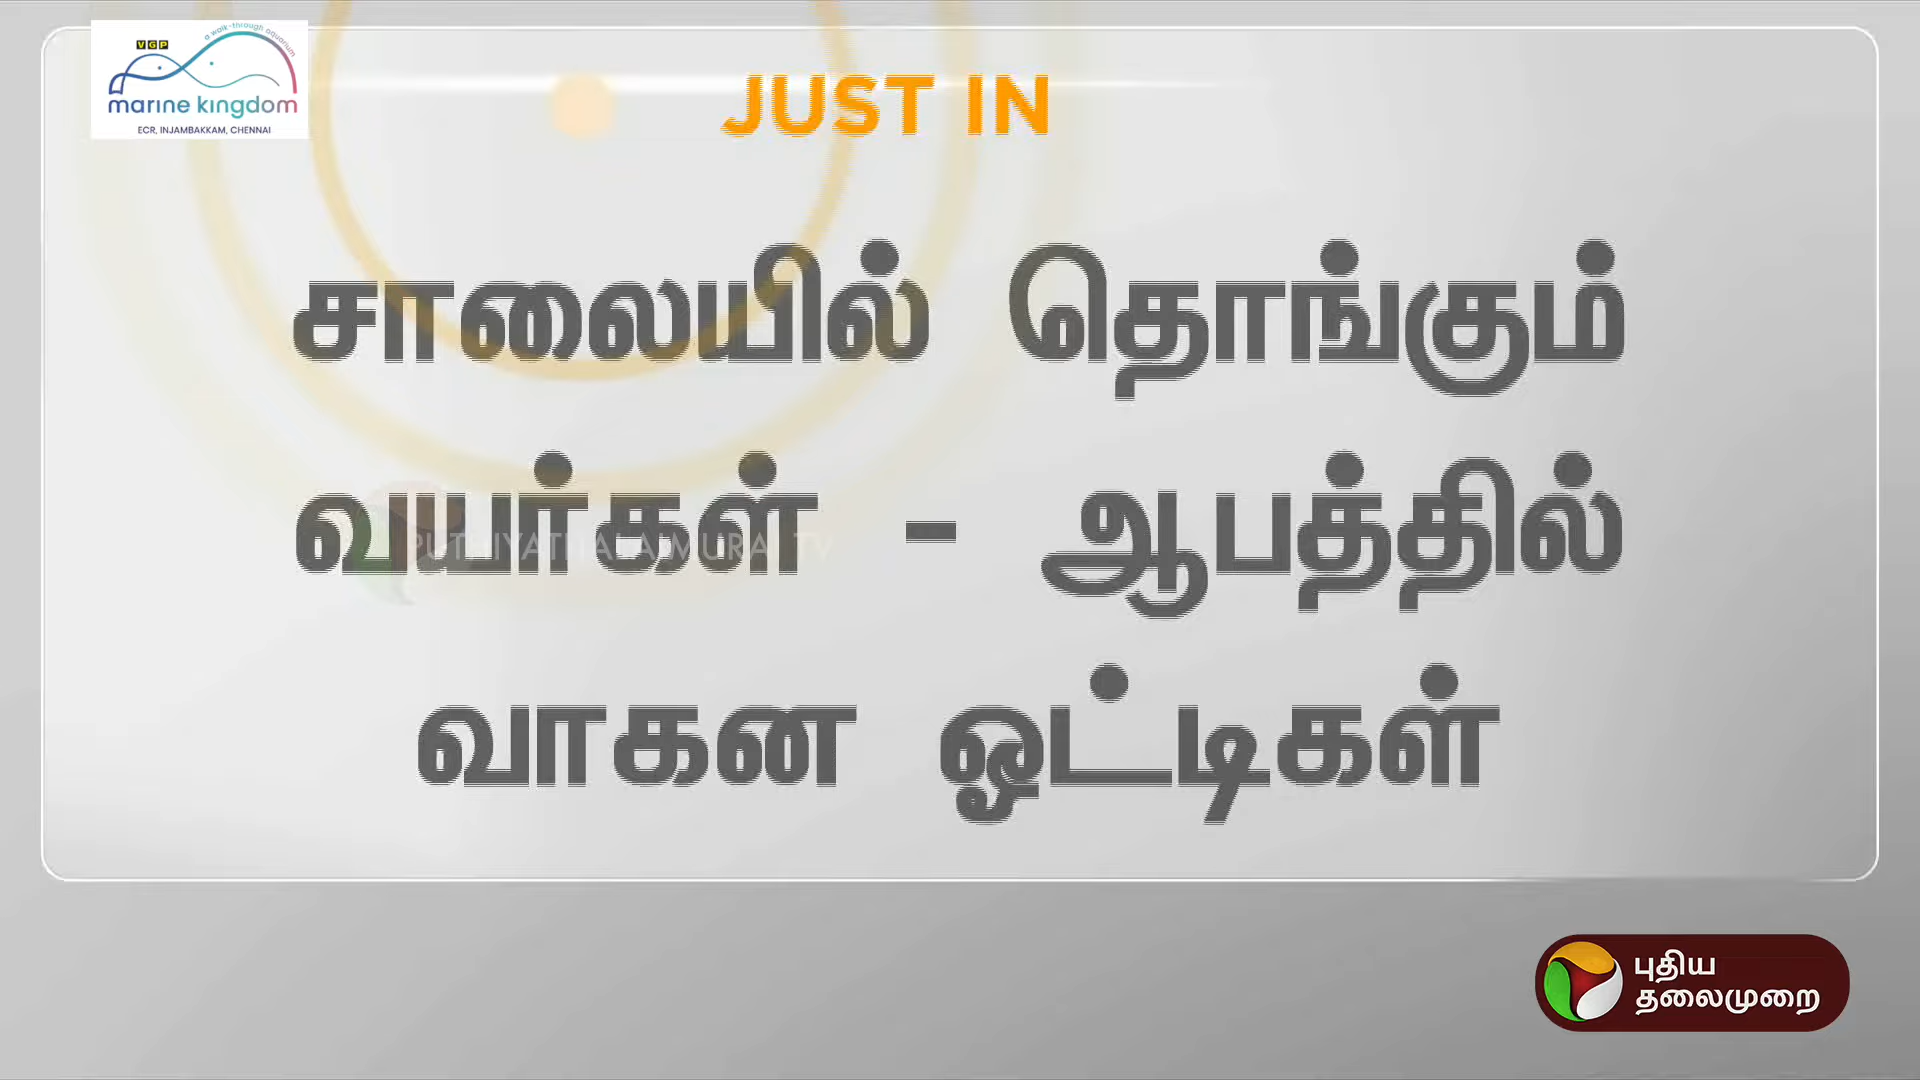 VGP
a walk-through aquarium
marine kingdom
ECR, INJAMBAKKAM, CHENNAI
JUST IN
சாலையில் தொங்கும்
வயர்கள் - ஆபத்தில்
PUTHIYATHALAIMURAI TV
வாகன ஓட்டிகள்
புதிய
தலைமுறை